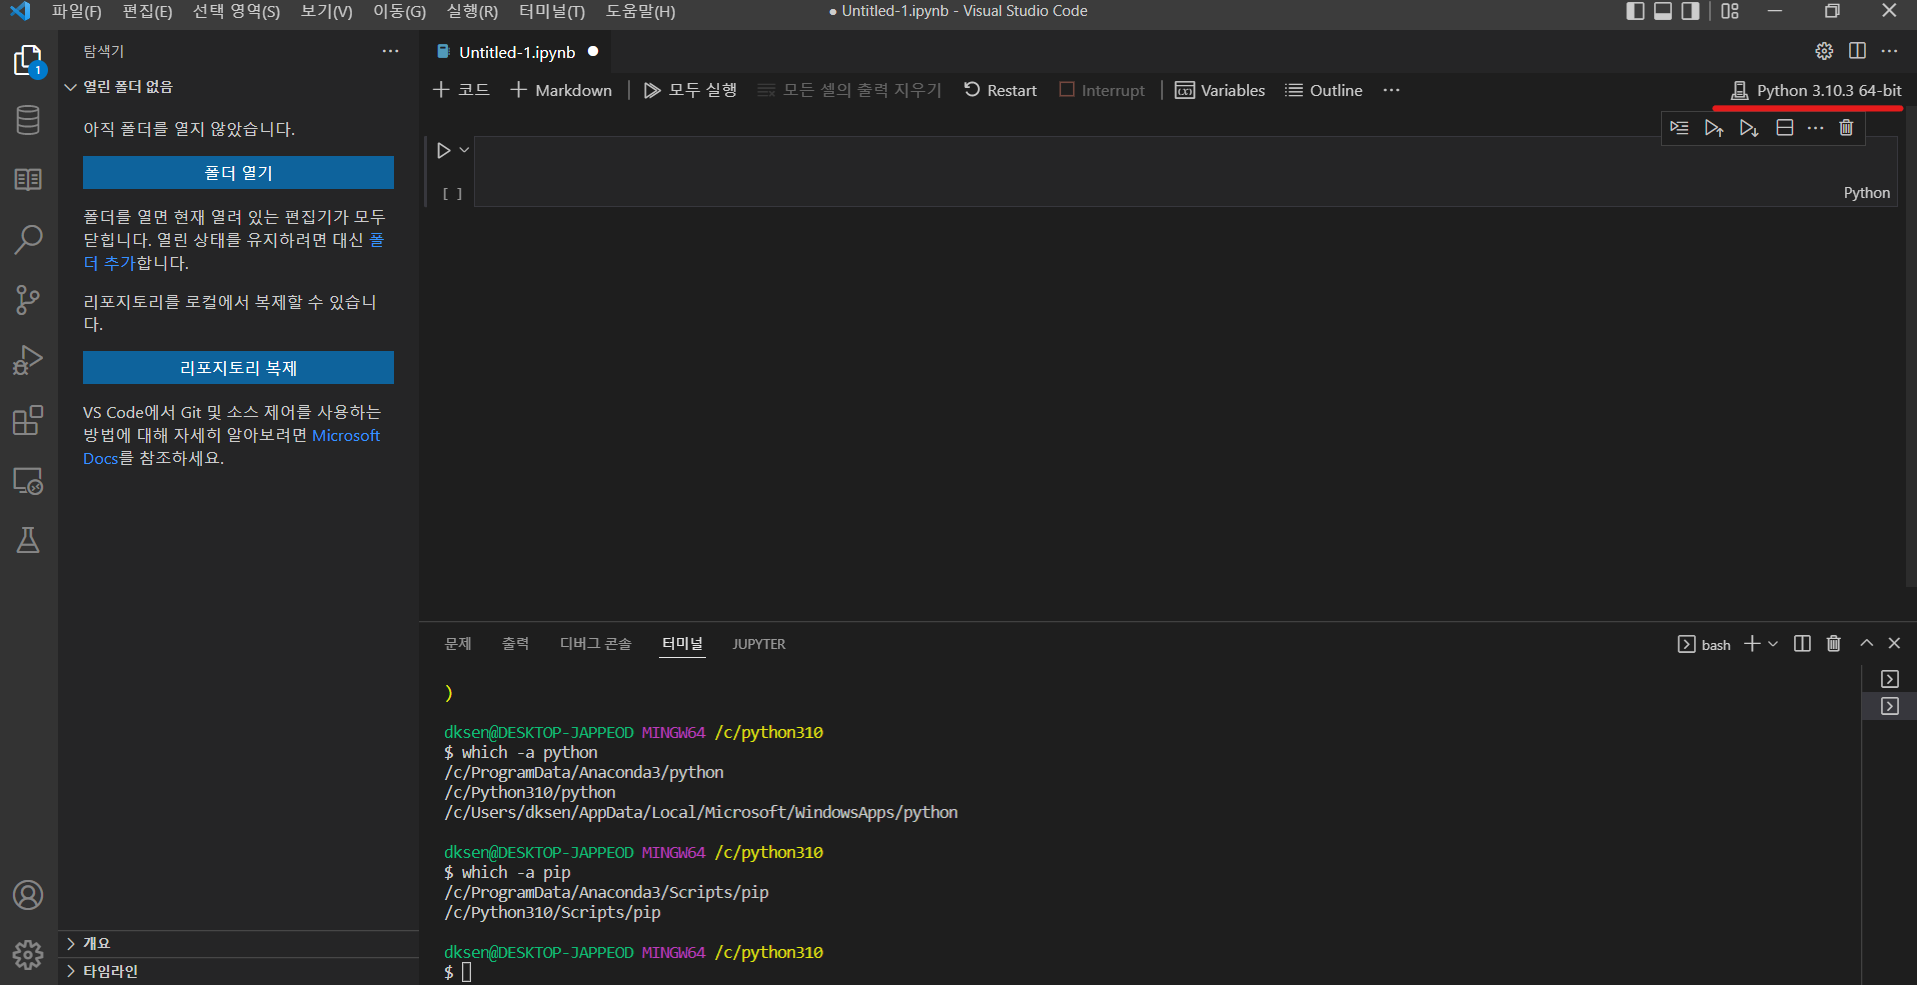 파일(F) 편집(E) 선택 영역(S) 보기(V) 이동(G) 실행(R) 터미널(T) 도움말(H)
● Untitled-1.ipynb - Visual Studio Code
탐색기
열린 폴더 없음
아직 폴더를 열지 않았습니다.
폴더 열기
폴더를 열면 현재 열려 있는 편집기가 모두
닫힙니다. 열린 상태를 유지하려면 대신 폴
더 추가합니다.
리포지토리를 로컬에서 복제할 수 있습니
다.
리포지토리 복제
VS Code에서 Git 및 소스 제어를 사용하는
방법에 대해 자세히 알아보려면 Microsoft
Docs를 참조하세요.
개요
타임라인
1
Untitled-1.ipynb
코드 Markdown 모두 실행 모든 셀의 출력 지우기 Restart Interrupt Variables Outline
Python 3.10.3 64-bit
[ ]
Python
문제 출력 디버그 콘솔 터미널 JUPYTER
bash
)
dksen@DESKTOP-JAPPEOD MINGW64 /c/python310
$ which -a python
/c/ProgramData/Anaconda3/python
/c/Python310/python
/c/Users/dksen/AppData/Local/Microsoft/WindowsApps/python
dksen@DESKTOP-JAPPEOD MINGW64 /c/python310
$ which -a pip
/c/ProgramData/Anaconda3/Scripts/pip
/c/Python310/Scripts/pip
dksen@DESKTOP-JAPPEOD MINGW64 /c/python310
$